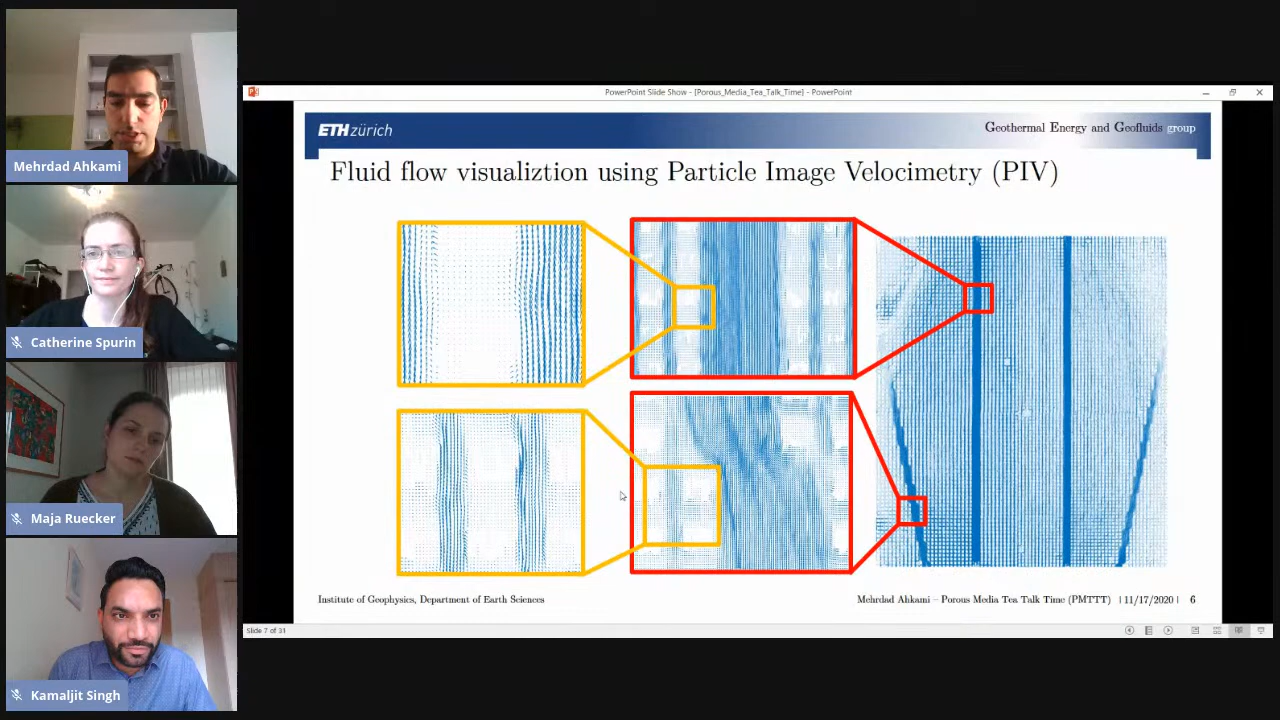 Mehrdad Ahkami
Catherine Spurin
Maja Ruecker
Kamaljit Singh
PowerPoint Slide Show - [Porous_Media_Tea_Talk_Time] - PowerPoint
ETH zürich
Geothermal Energy and Geofluids group
Fluid flow visualiztion using Particle Image Velocimetry (PIV)
Institute of Geophysics, Department of Earth Sciences
Mehrdad Ahkami – Porous Media Tea Talk Time (PMTTT) | 11/17/2020 | 6
Slide 7 of 31